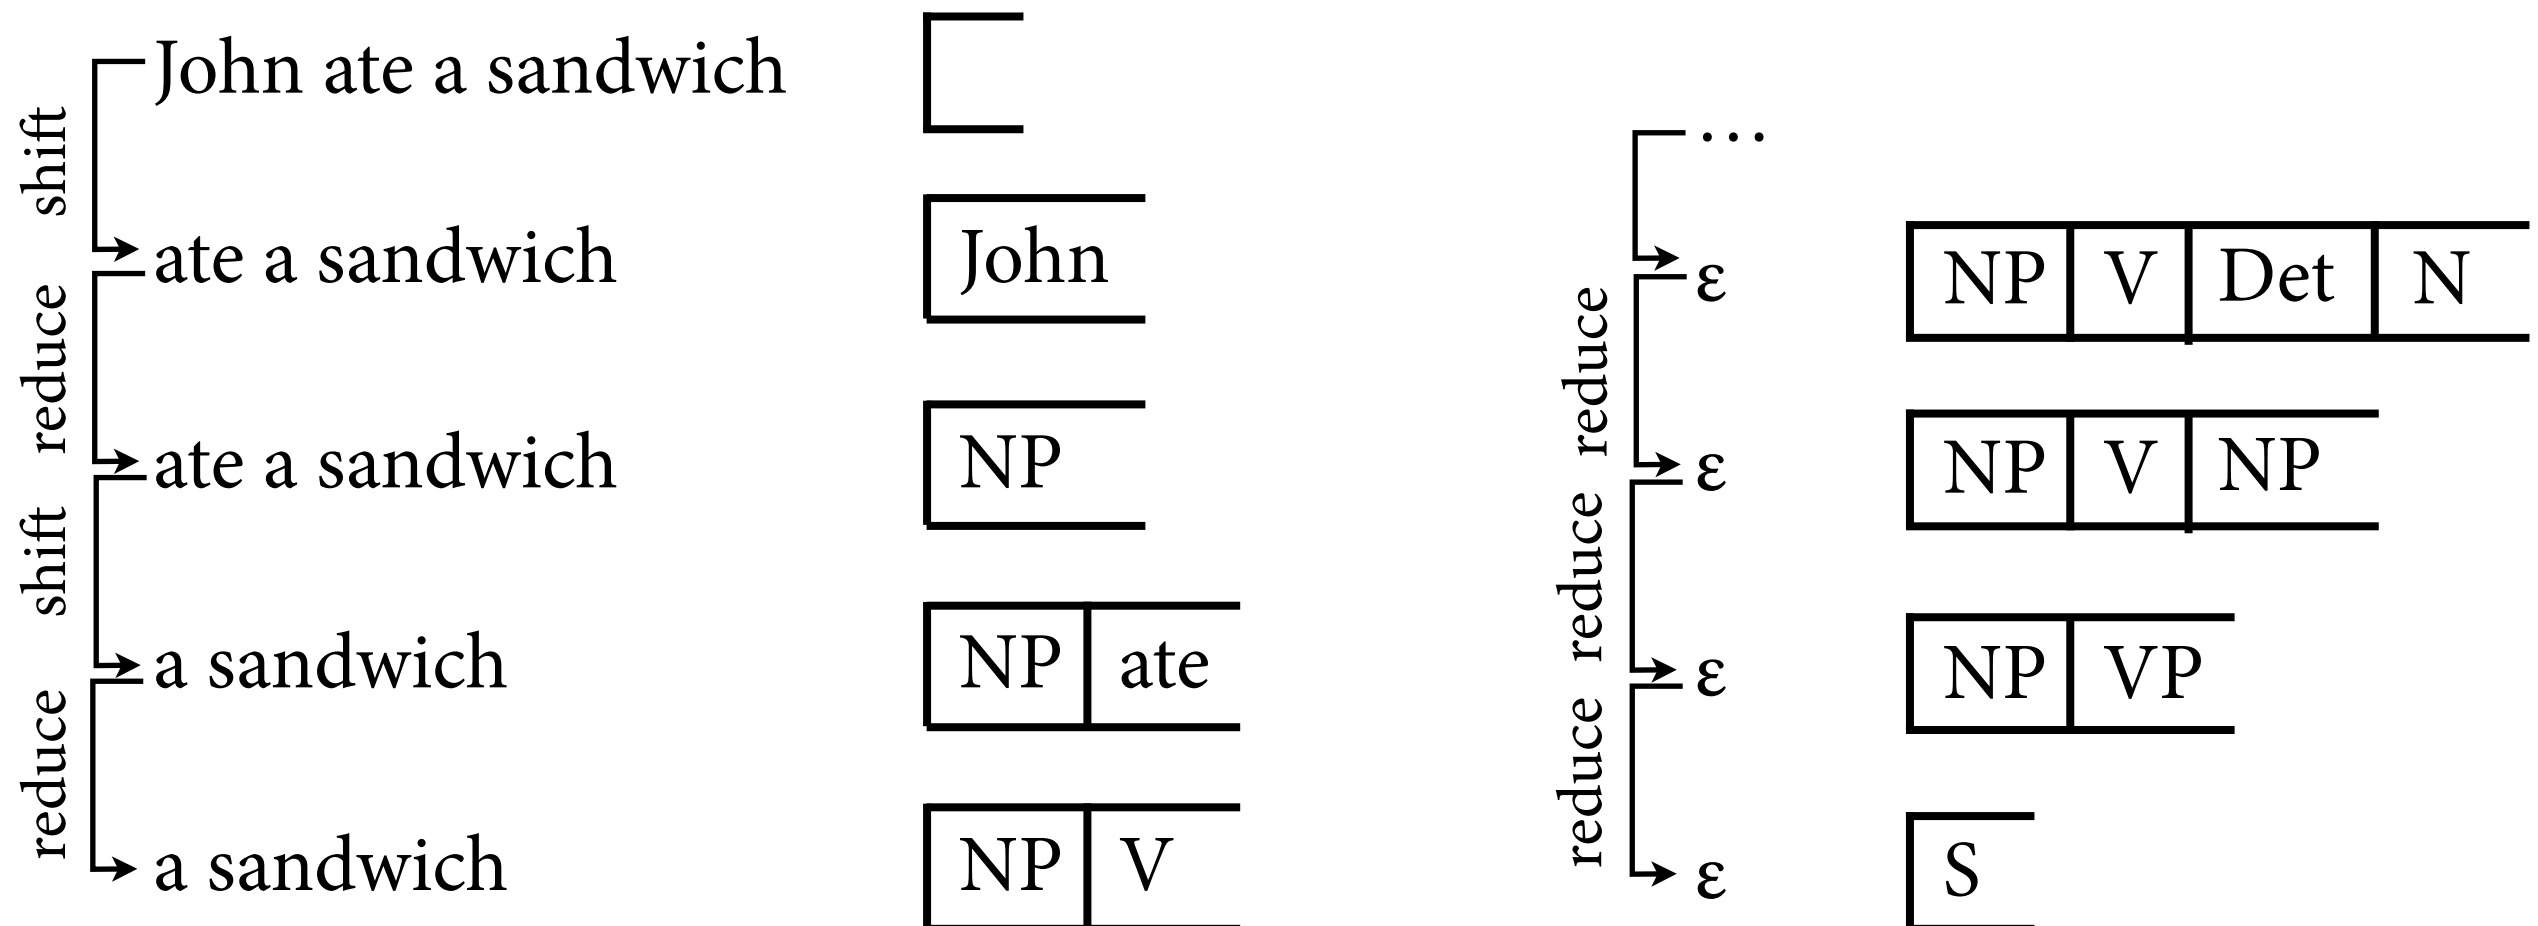 John ate a sandwich
shift
ate a sandwich John
reduce
ate a sandwich NP
shift
a sandwich NP ate
reduce
a sandwich NP V
...
ε NP V Det N
reduce
ε NP V NP
reduce
ε NP VP
reduce
ε S